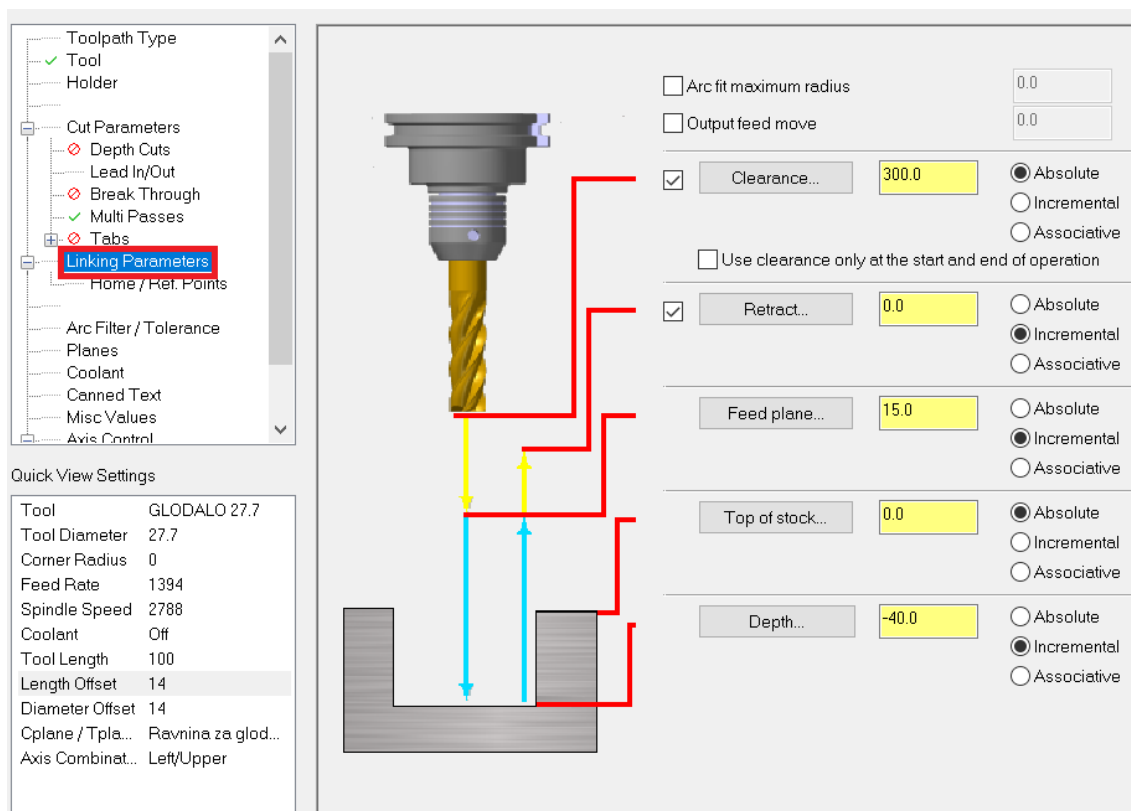 Toolpath Type
Tool
Holder
Cut Parameters
Depth Cuts
Lead In/Out
Break Through
Multi Passes
Tabs
Linking Parameters
Home / Ref. Points
Arc Filter / Tolerance
Planes
Coolant
Canned Text
Misc Values
Axis Control
Quick View Settings
Tool GLODALO 27.7
Tool Diameter 27.7
Corner Radius 0
Feed Rate 1394
Spindle Speed 2788
Coolant Off
Tool Length 100
Length Offset 14
Diameter Offset 14
Cplane / Tpla... Ravnina za glod...
Axis Combinat... Left/Upper
Arc fit maximum radius 0.0
Output feed move 0.0
Clearance... 300.0 Absolute
Incremental
Associative
Use clearance only at the start and end of operation
Retract... 0.0 Absolute
Incremental
Associative
Feed plane... 15.0 Absolute
Incremental
Associative
Top of stock... 0.0 Absolute
Incremental
Associative
Depth... -40.0 Absolute
Incremental
Associative